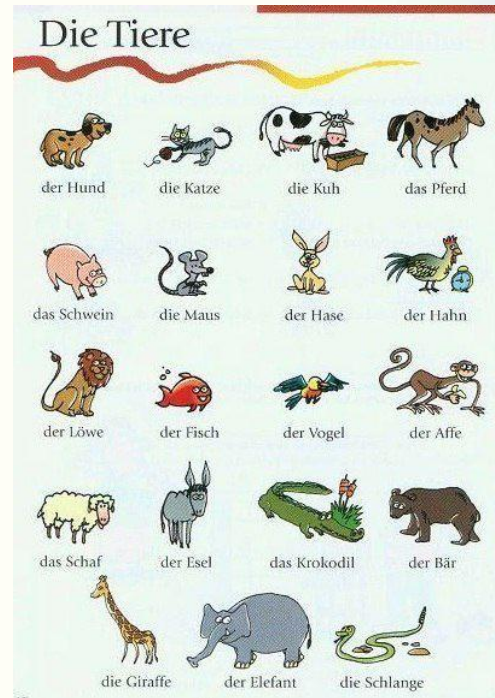 Die Tiere
der Hund die Katze die Kuh das Pferd
das Schwein die Maus der Hase der Hahn
der Löwe der Fisch der Vogel der Affe
das Schaf der Esel das Krokodil der Bär
die Giraffe der Elefant die Schlange